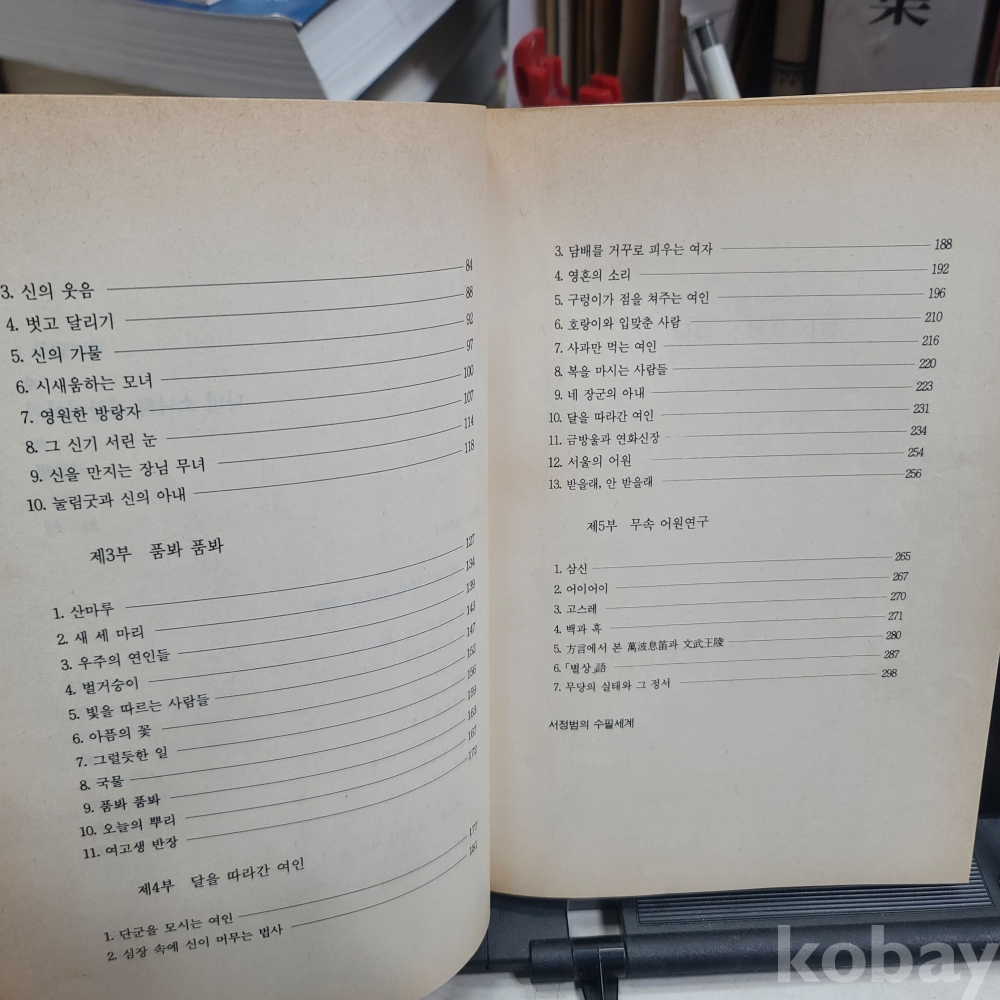 3. 신의 웃음 84
4. 벗고 달리기 88
5. 신의 가물 92
6. 시새움하는 모녀 97
7. 영원한 방랑자 100
8. 그 신기 서린 눈 107
9. 신을 만지는 장님 무녀 114
10. 눌림굿과 신의 아내 118
제3부 품봐 품봐
1. 산마루 127
2. 새 세 마리 134
3. 우주의 연인들 139
4. 벌거숭이 143
5. 빛을 따르는 사람들 147
6. 아픔의 꽃 152
7. 그럴듯한 일 156
8. 국물 159
9. 품봐 품봐 163
10. 오늘의 뿌리 167
11. 여고생 반장 172
제4부 달을 따라간 여인
1. 단군을 모시는 여인 177
2. 심장 속에 신이 머무는 법사 181
3. 담배를 거꾸로 피우는 여자 188
4. 영혼의 소리 192
5. 구렁이가 점을 쳐주는 여인 196
6. 호랑이와 입맞춘 사람 210
7. 사과만 먹는 여인 216
8. 복을 마시는 사람들 220
9. 네 장군의 아내 223
10. 달을 따라간 여인 231
11. 금방울과 연화신장 234
12. 서울의 어원 254
13. 받을래, 안 받을래 256
제5부 무속 어원연구
1. 삼신 265
2. 어이어이 267
3. 고스레 270
4. 백과 흑 271
5. 方言에서 본 萬波息笛과 文武王陵 280
6. 「별상」語 287
7. 무당의 실태와 그 정서 298
서정범의 수필세계
kobay